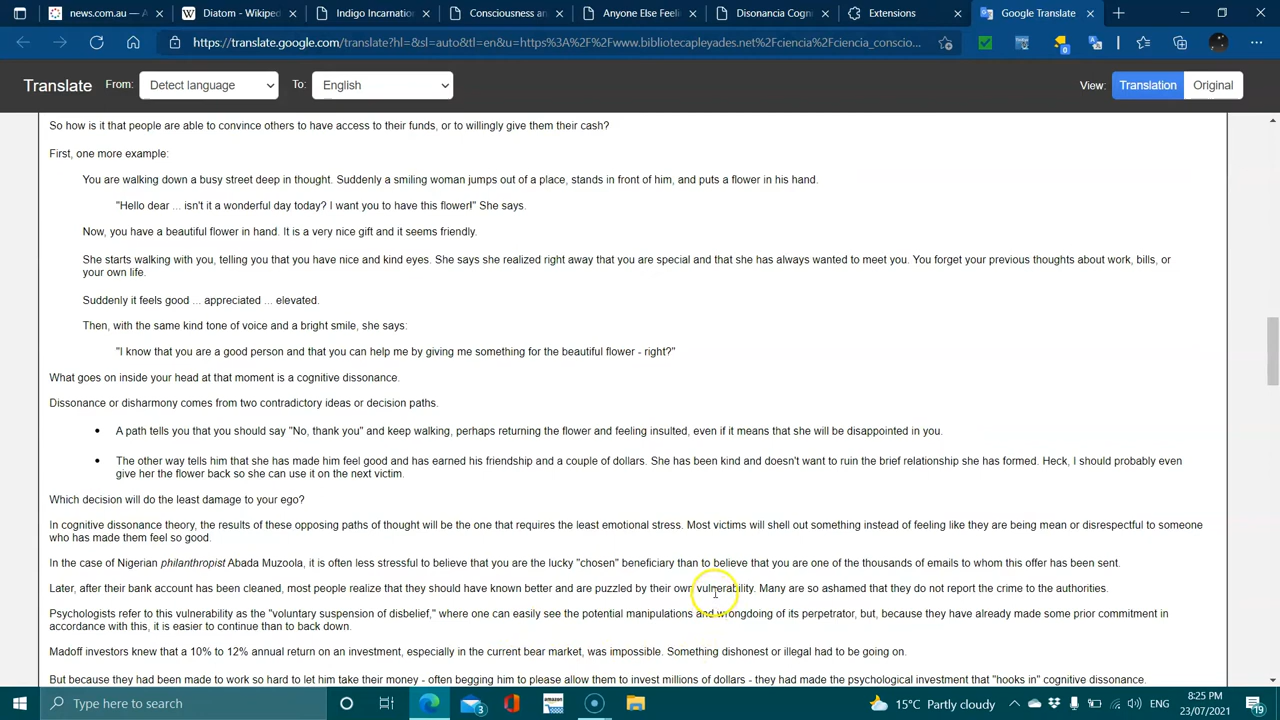 news.com.au — A
Diatom - Wikiped
Indigo Incarnation
Consciousness an
Anyone Else Feeli
Disonancia Cogni
Extensions
Google Translate
https://translate.google.com/translate?hl=&sl=auto&tl=en&u=https%3A%2F%2Fwww.bibliotecapleyades.net%2Fciencia%2Fciencia_conscio...
0
Translate From: Detect language To: English View: Translation Original
So how is it that people are able to convince others to have access to their funds, or to willingly give them their cash?
First, one more example:
You are walking down a busy street deep in thought. Suddenly a smiling woman jumps out of a place, stands in front of him, and puts a flower in his hand.
"Hello dear ... isn't it a wonderful day today? I want you to have this flower!" She says.
Now, you have a beautiful flower in hand. It is a very nice gift and it seems friendly.
She starts walking with you, telling you that you have nice and kind eyes. She says she realized right away that you are special and that she has always wanted to meet you. You forget your previous thoughts about work, bills, or
your own life.
Suddenly it feels good ... appreciated ... elevated.
Then, with the same kind tone of voice and a bright smile, she says:
"I know that you are a good person and that you can help me by giving me something for the beautiful flower - right?"
What goes on inside your head at that moment is a cognitive dissonance.
Dissonance or disharmony comes from two contradictory ideas or decision paths.
• A path tells you that you should say "No, thank you" and keep walking, perhaps returning the flower and feeling insulted, even if it means that she will be disappointed in you.
• The other way tells him that she has made him feel good and has earned his friendship and a couple of dollars. She has been kind and doesn't want to ruin the brief relationship she has formed. Heck, I should probably even
give her the flower back so she can use it on the next victim.
Which decision will do the least damage to your ego?
In cognitive dissonance theory, the results of these opposing paths of thought will be the one that requires the least emotional stress. Most victims will shell out something instead of feeling like they are being mean or disrespectful to someone
who has made them feel so good.
In the case of Nigerian philanthropist Abada Muzoola, it is often less stressful to believe that you are the lucky "chosen" beneficiary than to believe that you are one of the thousands of emails to whom this offer has been sent.
Later, after their bank account has been cleaned, most people realize that they should have known better and are puzzled by their own vulnerability. Many are so ashamed that they do not report the crime to the authorities.
Psychologists refer to this vulnerability as the "voluntary suspension of disbelief," where one can easily see the potential manipulations and wrongdoing of its perpetrator, but, because they have already made some prior commitment in
accordance with this, it is easier to continue than to back down.
Madoff investors knew that a 10% to 12% annual return on an investment, especially in the current bear market, was impossible. Something dishonest or illegal had to be going on.
But because they had been made to work so hard to let him take their money - often begging him to please allow them to invest millions of dollars - they had made the psychological investment that "hooks in" cognitive dissonance.
Type here to search
3
amazon
15°C Partly cloudy
ENG
8:25 PM
23/07/2021
19